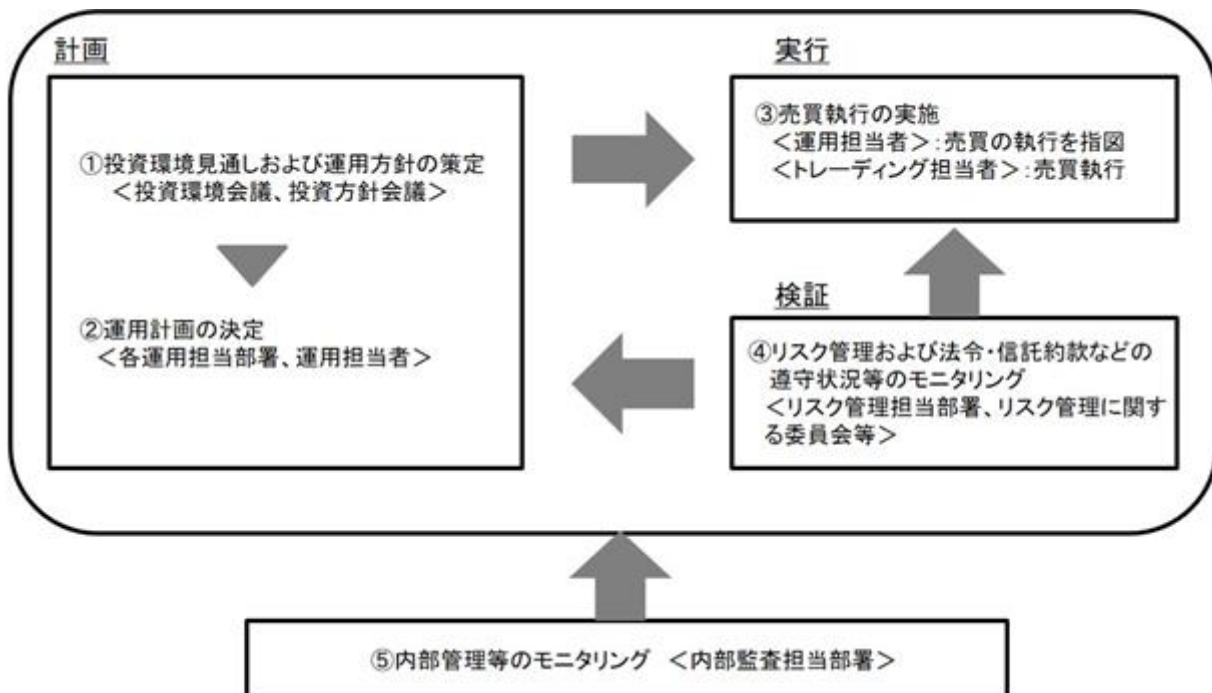 計画
①投資環境見通しおよび運用方針の策定
＜投資環境会議、投資方針会議＞
②運用計画の決定
＜各運用担当部署、運用担当者＞
実行
③売買執行の実施
＜運用担当者＞：売買の執行を指図
＜トレーディング担当者＞：売買執行
検証
④リスク管理および法令・信託約款などの
遵守状況等のモニタリング
＜リスク管理担当部署、リスク管理に関す
る委員会等＞
⑤内部管理等のモニタリング　＜内部監査担当部署＞